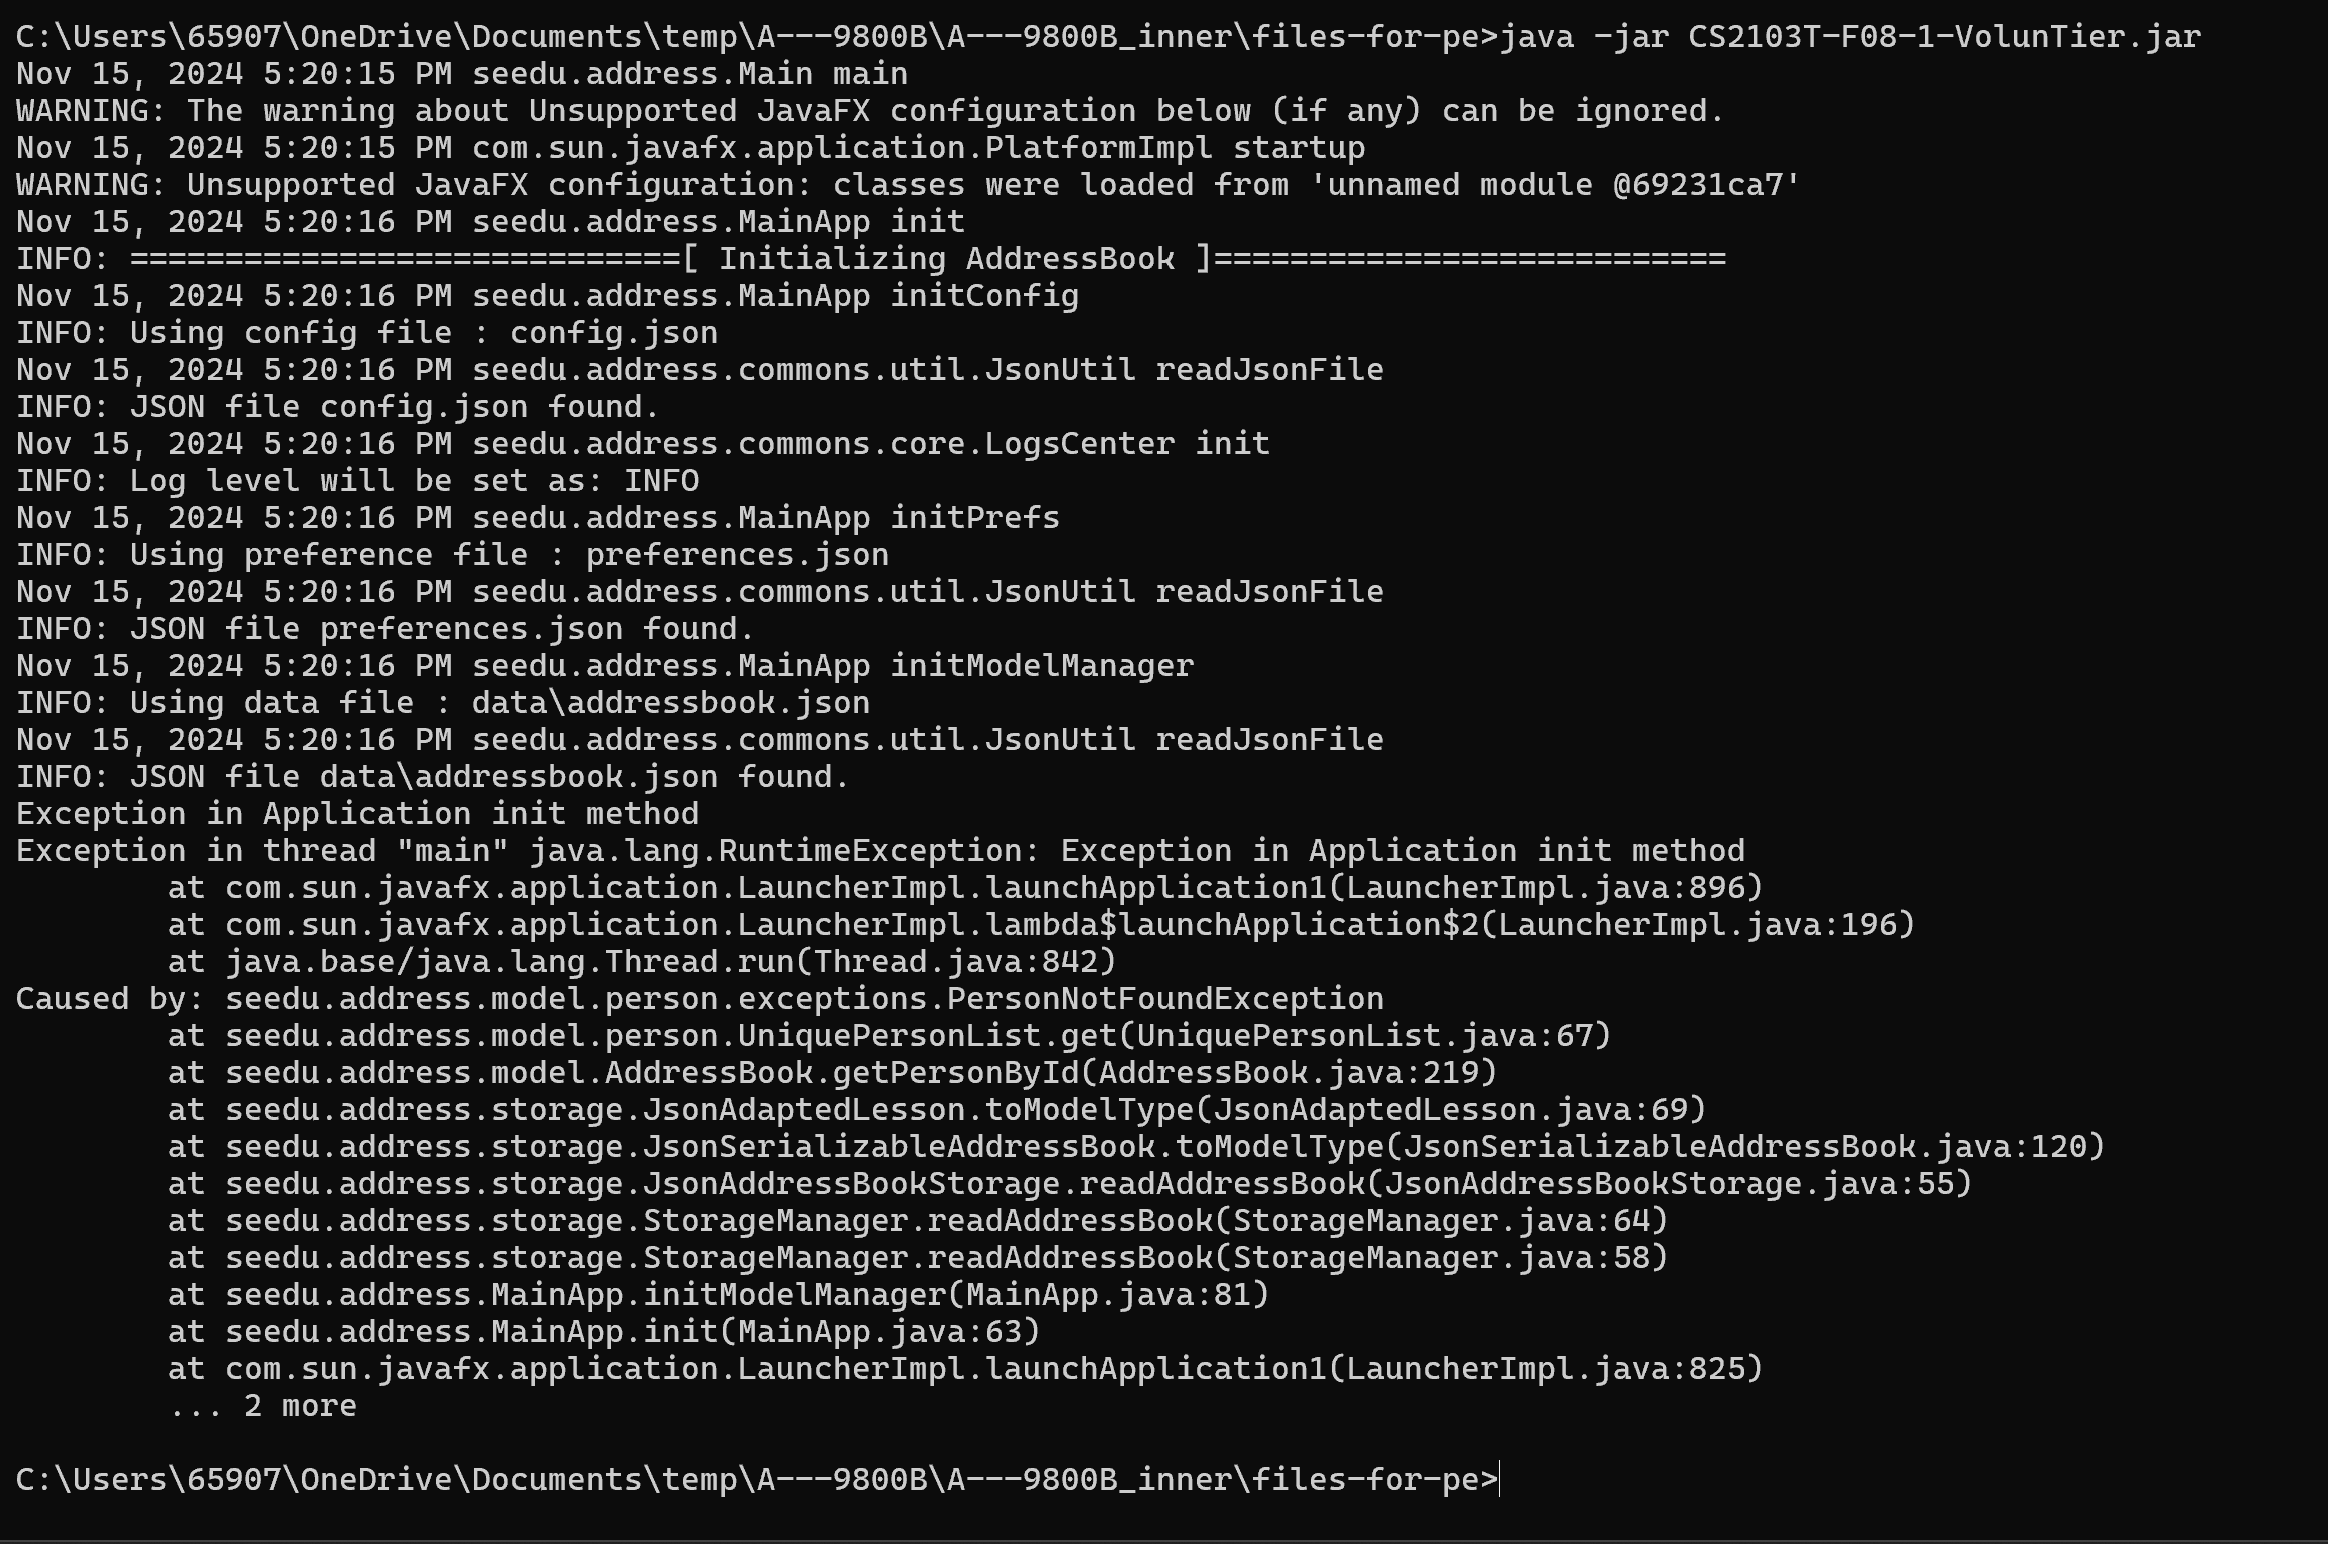 C:\Users\65907\OneDrive\Documents\temp\A---9800B\A---9800B_inner\files-for-pe>java -jar CS2103T-F08-1-VolunTier.jar
Nov 15, 2024 5:20:15 PM seedu.address.Main main
WARNING: The warning about Unsupported JavaFX configuration below (if any) can be ignored.
Nov 15, 2024 5:20:15 PM com.sun.javafx.application.PlatformImpl startup
WARNING: Unsupported JavaFX configuration: classes were loaded from 'unnamed module @69231ca7'
Nov 15, 2024 5:20:16 PM seedu.address.MainApp init
INFO: =============================[ Initializing AddressBook ]===========================
Nov 15, 2024 5:20:16 PM seedu.address.MainApp initConfig
INFO: Using config file : config.json
Nov 15, 2024 5:20:16 PM seedu.address.commons.util.JsonUtil readJsonFile
INFO: JSON file config.json found.
Nov 15, 2024 5:20:16 PM seedu.address.commons.core.LogsCenter init
INFO: Log level will be set as: INFO
Nov 15, 2024 5:20:16 PM seedu.address.MainApp initPrefs
INFO: Using preference file : preferences.json
Nov 15, 2024 5:20:16 PM seedu.address.commons.util.JsonUtil readJsonFile
INFO: JSON file preferences.json found.
Nov 15, 2024 5:20:16 PM seedu.address.MainApp initModelManager
INFO: Using data file : data\addressbook.json
Nov 15, 2024 5:20:16 PM seedu.address.commons.util.JsonUtil readJsonFile
INFO: JSON file data\addressbook.json found.
Exception in Application init method
Exception in thread "main" java.lang.RuntimeException: Exception in Application init method
        at com.sun.javafx.application.LauncherImpl.launchApplication1(LauncherImpl.java:896)
        at com.sun.javafx.application.LauncherImpl.lambda$launchApplication$2(LauncherImpl.java:196)
        at java.base/java.lang.Thread.run(Thread.java:842)
Caused by: seedu.address.model.person.exceptions.PersonNotFoundException
        at seedu.address.model.person.UniquePersonList.get(UniquePersonList.java:67)
        at seedu.address.model.AddressBook.getPersonById(AddressBook.java:219)
        at seedu.address.storage.JsonAdaptedLesson.toModelType(JsonAdaptedLesson.java:69)
        at seedu.address.storage.JsonSerializableAddressBook.toModelType(JsonSerializableAddressBook.java:120)
        at seedu.address.storage.JsonAddressBookStorage.readAddressBook(JsonAddressBookStorage.java:55)
        at seedu.address.storage.StorageManager.readAddressBook(StorageManager.java:64)
        at seedu.address.storage.StorageManager.readAddressBook(StorageManager.java:58)
        at seedu.address.MainApp.initModelManager(MainApp.java:81)
        at seedu.address.MainApp.init(MainApp.java:63)
        at com.sun.javafx.application.LauncherImpl.launchApplication1(LauncherImpl.java:825)
        ... 2 more
C:\Users\65907\OneDrive\Documents\temp\A---9800B\A---9800B_inner\files-for-pe>